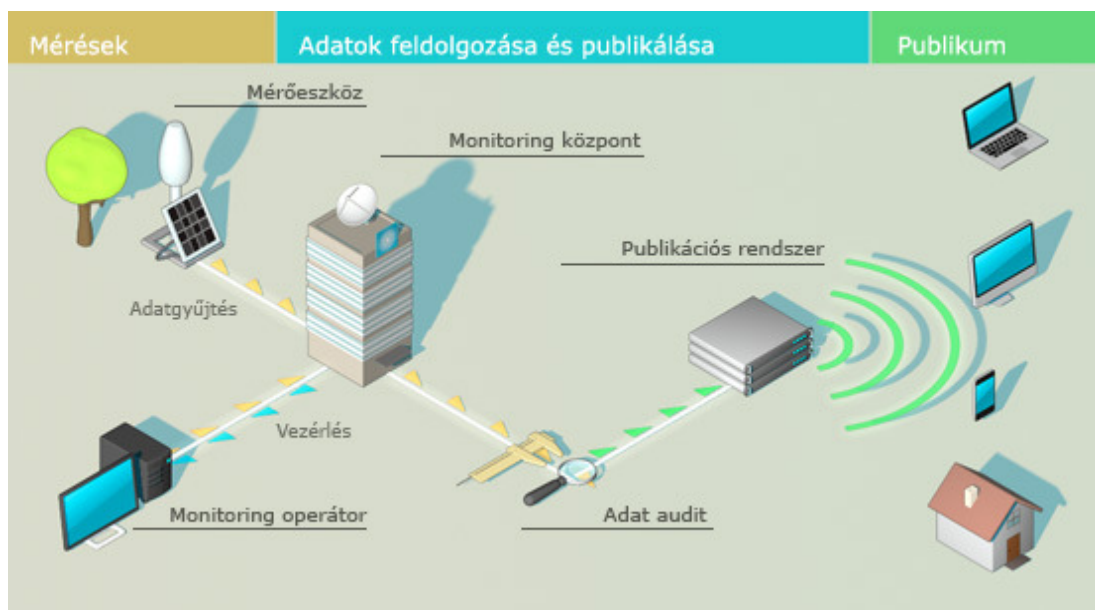 Mérések
Adatok feldolgozása és publikálása
Publikum
Mérőeszköz
Monitoring központ
Publikációs rendszer
Adatgyűjtés
Vezérlés
Monitoring operátor
Adat audit